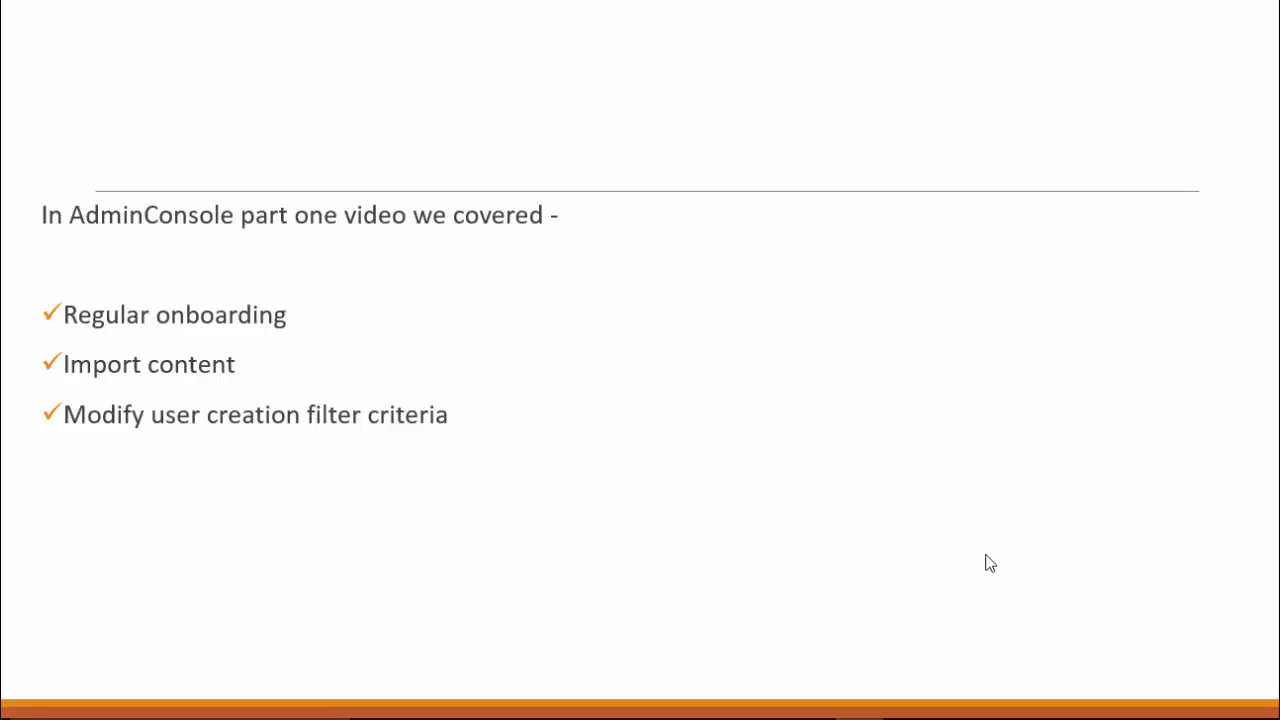 In AdminConsole part one video we covered -
✓Regular onboarding
✓Import content
✓Modify user creation filter criteria